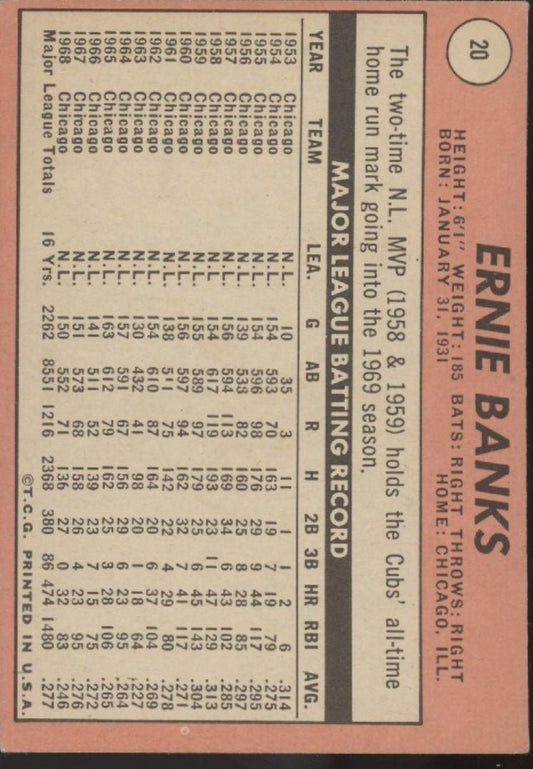 20
ERNIE BANKS
HEIGHT: 6'1" WEIGHT: 185 BATS: RIGHT THROWS: RIGHT
BORN: JANUARY 31, 1931 HOME: CHICAGO, ILL.
The two-time N.L. MVP (1958 & 1959) holds the Cubs' all-time
home run mark going into the 1969 season.
MAJOR LEAGUE BATTING RECORD
YEAR TEAM LEA. G AB R H 2B 3B HR RBI AVG.
1953 Chicago N.L. 10 35 3 11 1 1 2 6 .314
1954 Chicago N.L. 154 593 70 163 19 7 19 79 .275
1955 Chicago N.L. 154 596 98 176 29 9 44 117 .295
1956 Chicago N.L. 139 538 82 160 25 8 28 85 .297
1957 Chicago N.L. 156 594 113 169 34 6 43 102 .285
1958 Chicago N.L. 154 617 119 193 23 11 47 129 .313
1959 Chicago N.L. 155 589 97 179 25 6 45 143 .304
1960 Chicago N.L. 156 597 94 162 32 7 41 117 .271
1961 Chicago N.L. 138 511 75 142 22 4 29 80 .278
1962 Chicago N.L. 154 610 87 164 20 6 37 104 .269
1963 Chicago N.L. 130 432 41 98 20 1 18 64 .227
1964 Chicago N.L. 157 591 67 156 29 6 23 95 .264
1965 Chicago N.L. 163 612 79 162 25 3 28 106 .265
1966 Chicago N.L. 141 511 52 139 23 7 15 75 .272
1967 Chicago N.L. 151 573 68 158 26 4 23 95 .276
1968 Chicago N.L. 150 552 71 136 27 0 32 83 .246
Major League Totals 16 Yrs. 2262 8551 1216 2368 380 86 474 1480 .277
©T.C.G. PRINTED IN U.S.A.